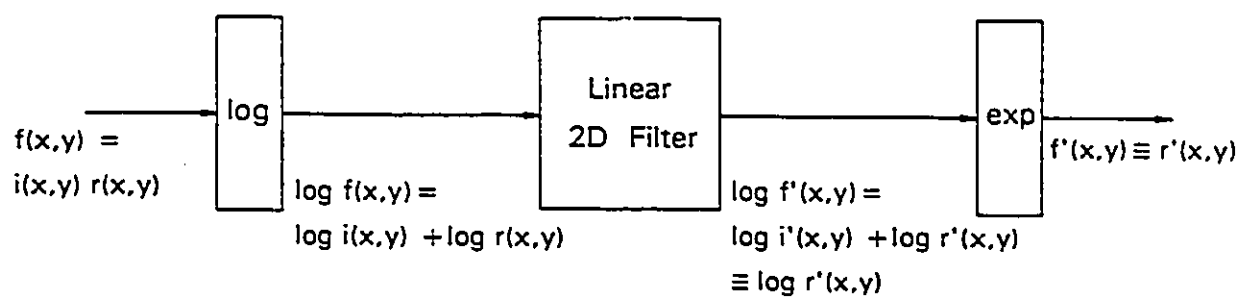 log
Linear
2D Filter
exp
f(x,y) =
i(x,y) r(x,y)
log f(x,y) =
log i(x,y) +log r(x,y)
log f'(x,y) =
log i'(x,y) +log r'(x,y)
≡ log r'(x,y)
f'(x,y) ≡ r'(x,y)